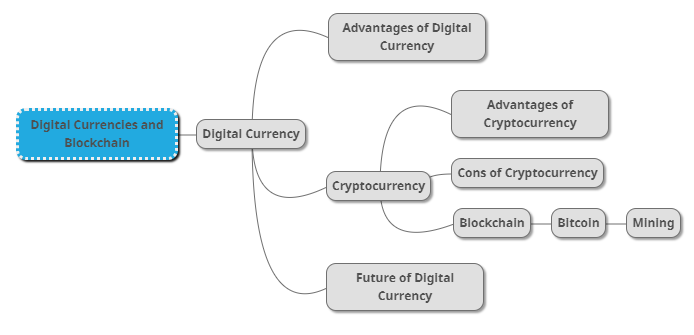 Advantages of Digital
Currency
Digital Currencies and
Blockchain
Digital Currency
Advantages of
Cryptocurrency
Cryptocurrency
Cons of Cryptocurrency
Blockchain
Bitcoin
Mining
Future of Digital
Currency